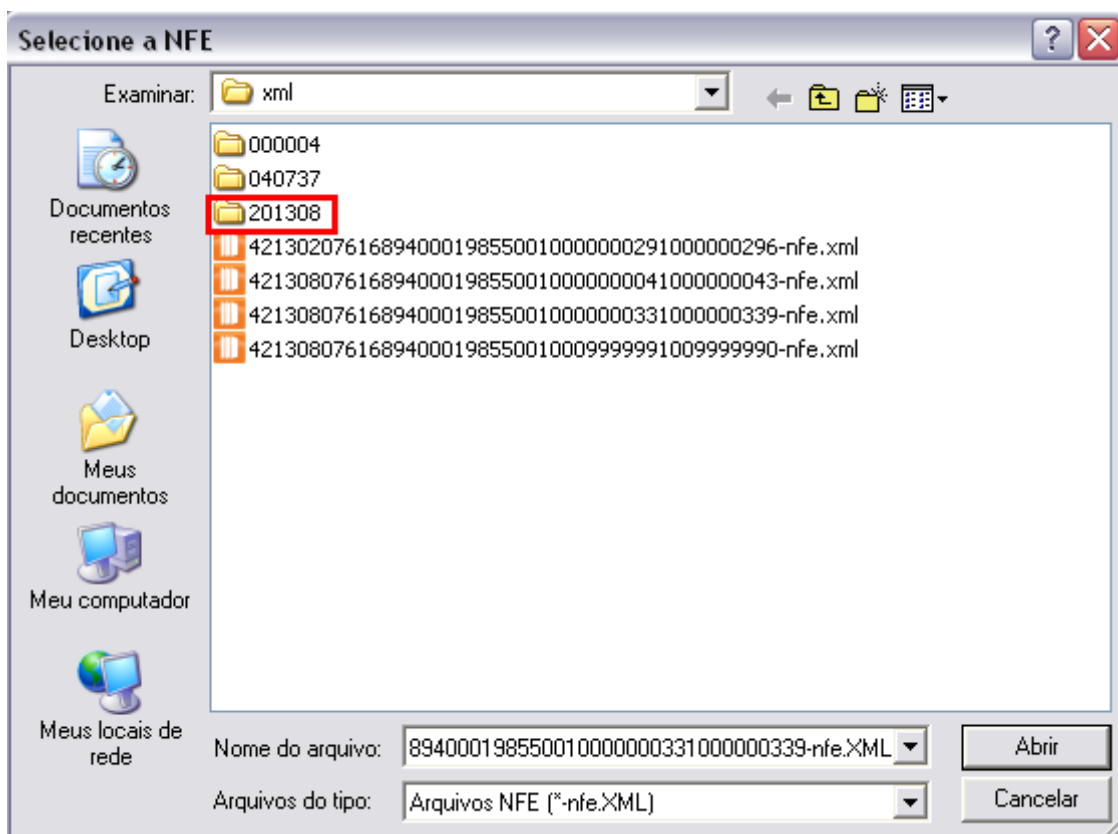 Selecione a NFE
Examinar: xml
000004
040737
201308
42130207616894000198550010000000291000000296-nfe.xml
42130807616894000198550010000000041000000043-nfe.xml
42130807616894000198550010000000331000000339-nfe.xml
42130807616894000198550010009999991009999990-nfe.xml
Documentos
recentes
Desktop
Meus
documentos
Meu computador
Meus locais de
rede
Nome do arquivo: 894000198550010000000331000000339-nfe.XML
Abrir
Arquivos do tipo: Arquivos NFE (*-nfe.XML)
Cancelar